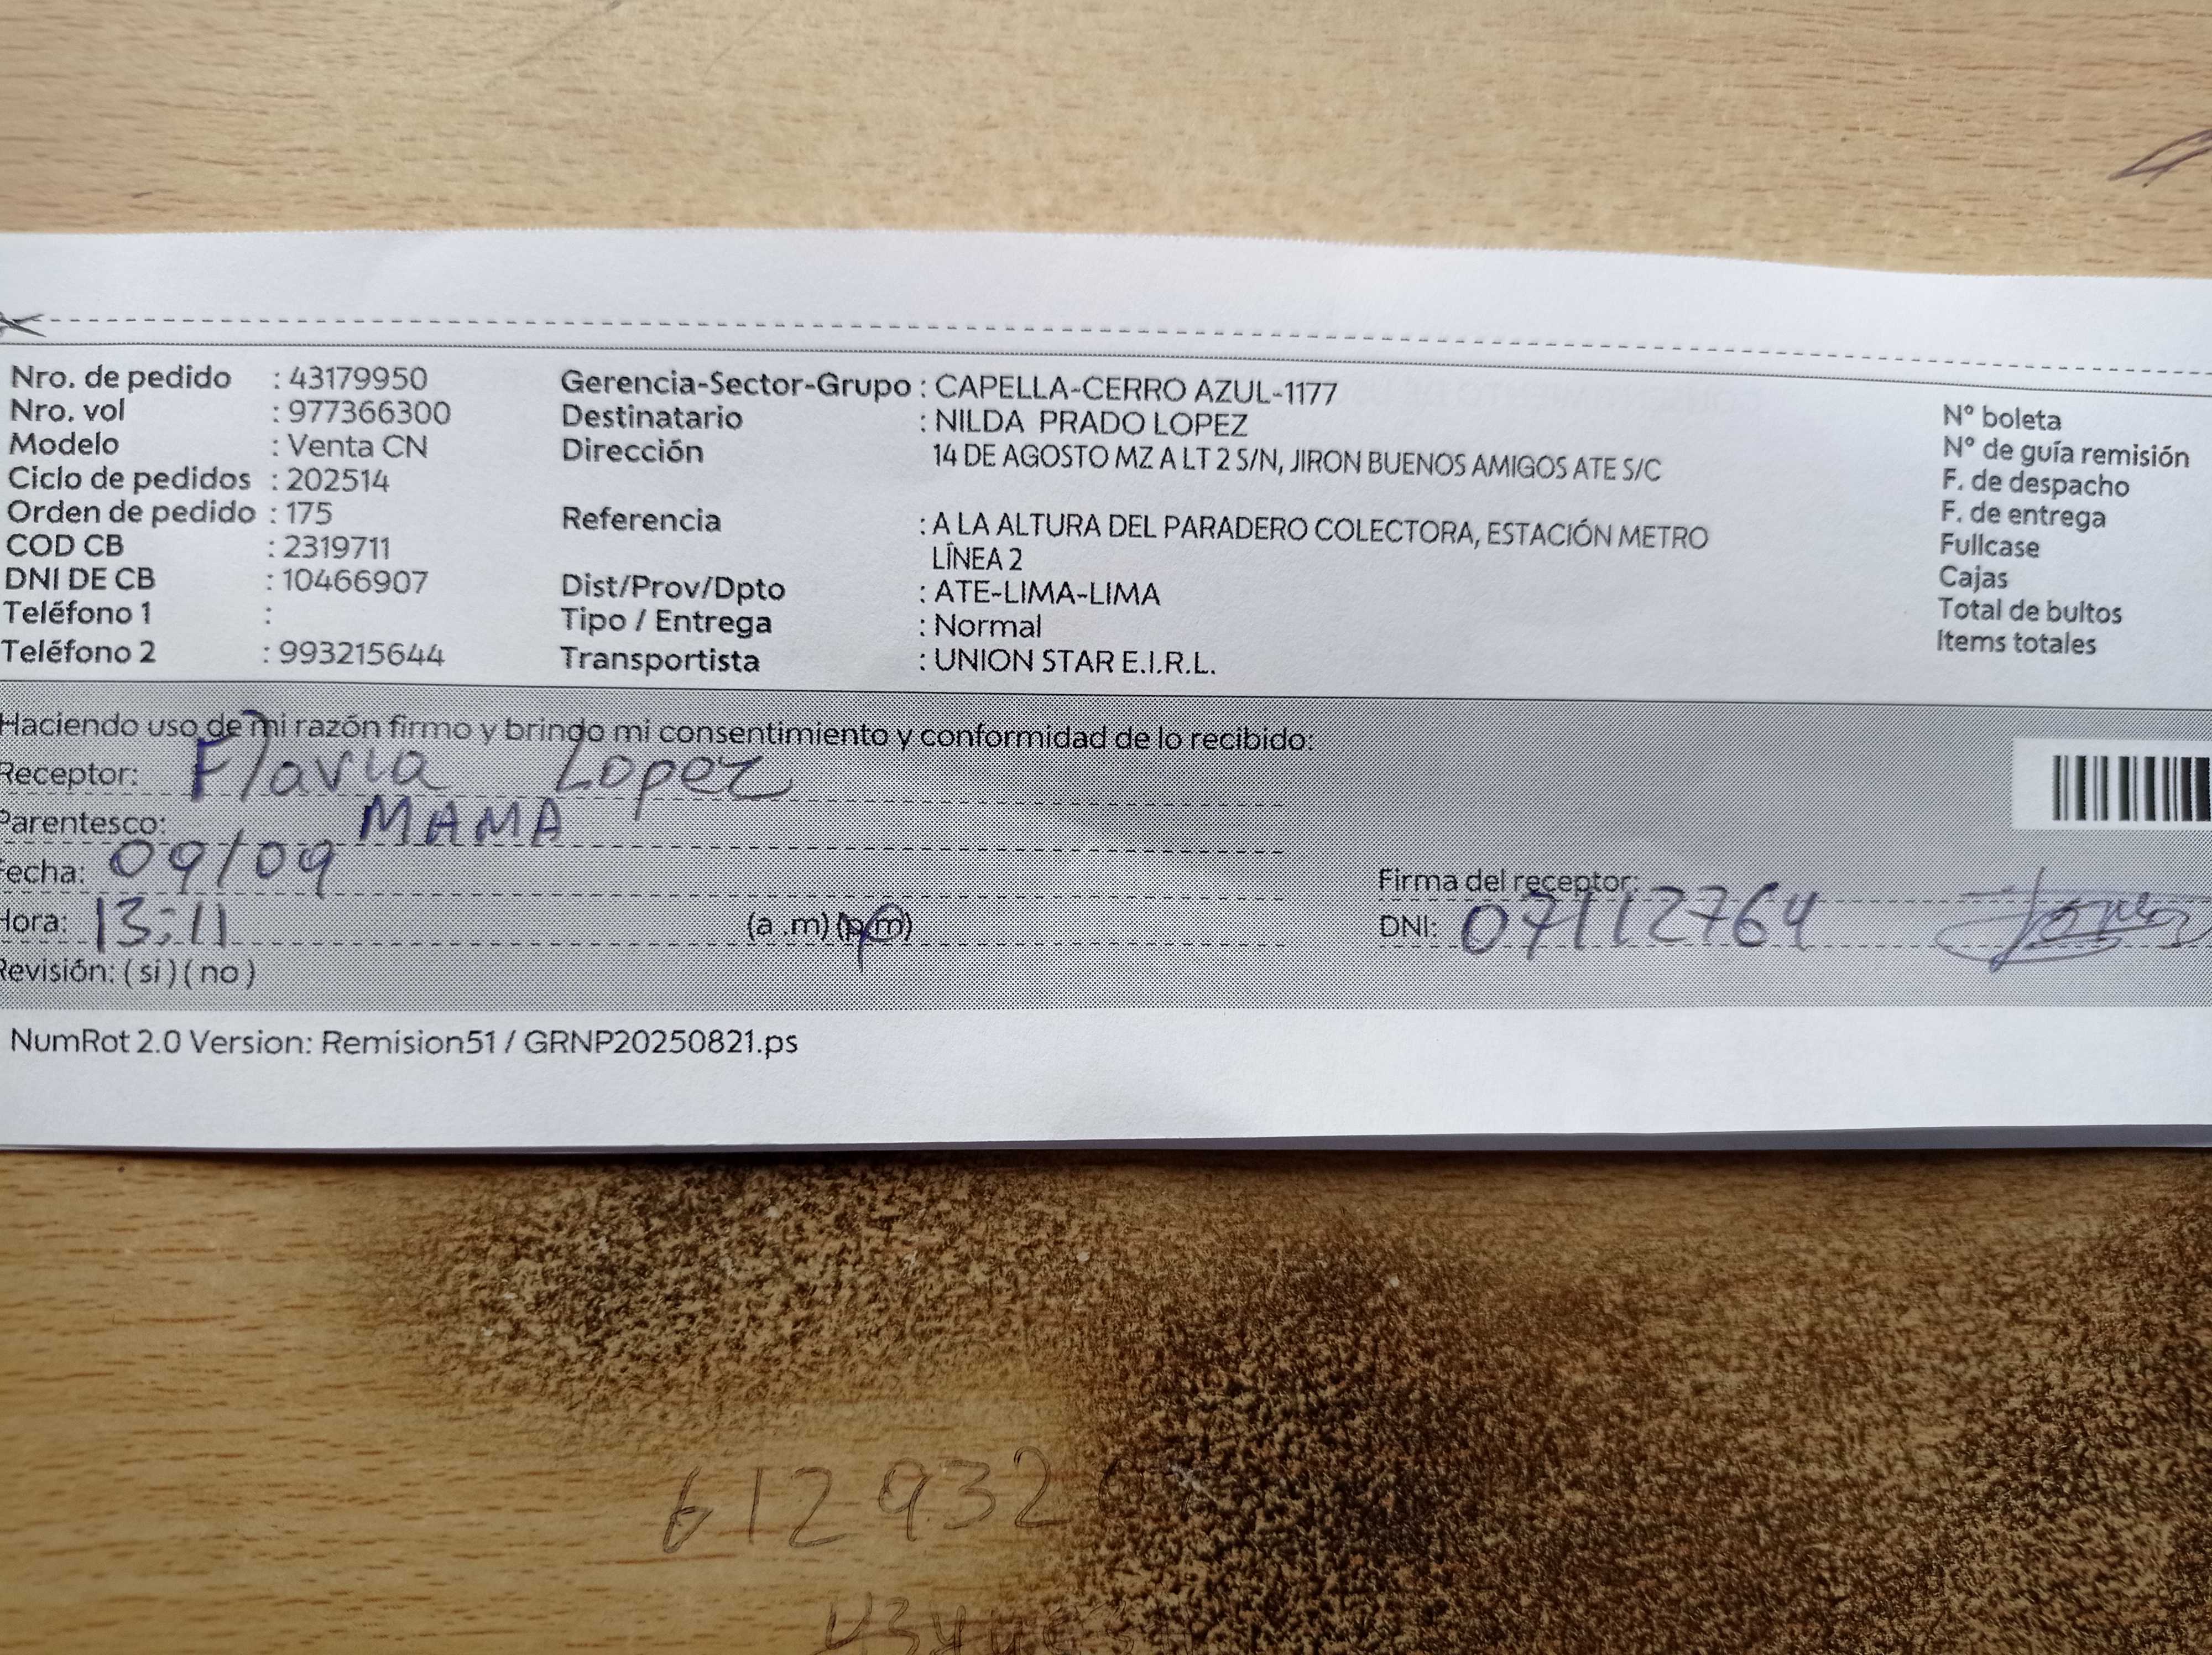 Nro. de pedido : 43179950
Nro. vol : 977366300
Modelo : Venta CN
Ciclo de pedidos : 202514
Orden de pedido : 175
COD CB : 2319711
DNI DE CB : 10466907
Teléfono 1 :
Teléfono 2 : 993215644
Gerencia-Sector-Grupo : CAPELLA-CERRO AZUL-1177
Destinatario : NILDA PRADO LOPEZ
Dirección 14 DE AGOSTO MZ A LT 2 S/N, JIRON BUENOS AMIGOS ATE S/C
Referencia : A LA ALTURA DEL PARADERO COLECTORA, ESTACIÓN METRO
LÍNEA 2
Dist/Prov/Dpto : ATE-LIMA-LIMA
Tipo / Entrega : Normal
Transportista : UNION STAR E.I.R.L.
N° boleta
N° de guía remisión
F. de despacho
F. de entrega
Fullcase
Cajas
Total de bultos
Items totales
Haciendo uso de mi razón firmo y brindo mi consentimiento y conformidad de lo recibido:
Receptor: Flavia Lopez
Parentesco: MAMA
Fecha: 09/09
Hora: 13:11 (a .m) (p.m)
Revisión: (si) (no)
Firma del receptor:
DNI: 07112764
NumRot 2.0 Version: Remision51 / GRNP20250821.ps
612932